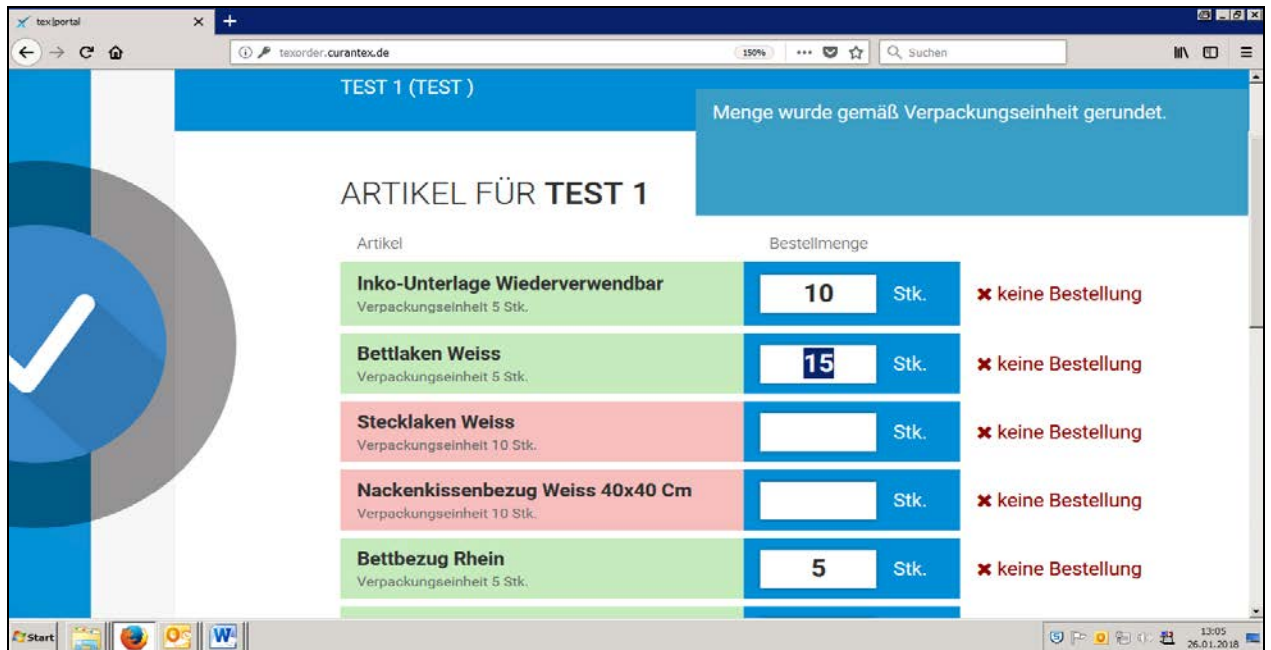 tex|portal
texorder.curantex.de
150%
Suchen
TEST 1 (TEST )
Menge wurde gemäß Verpackungseinheit gerundet.
ARTIKEL FÜR TEST 1
Artikel Bestellmenge
Inko-Unterlage Wiederverwendbar
Verpackungseinheit 5 Stk.
10 Stk. ✖ keine Bestellung
Bettlaken Weiss
Verpackungseinheit 5 Stk.
15 Stk. ✖ keine Bestellung
Stecklaken Weiss
Verpackungseinheit 10 Stk.
Stk. ✖ keine Bestellung
Nackenkissenbezug Weiss 40x40 Cm
Verpackungseinheit 10 Stk.
Stk. ✖ keine Bestellung
Bettbezug Rhein
Verpackungseinheit 5 Stk.
5 Stk. ✖ keine Bestellung
Start
13:05
26.01.2018